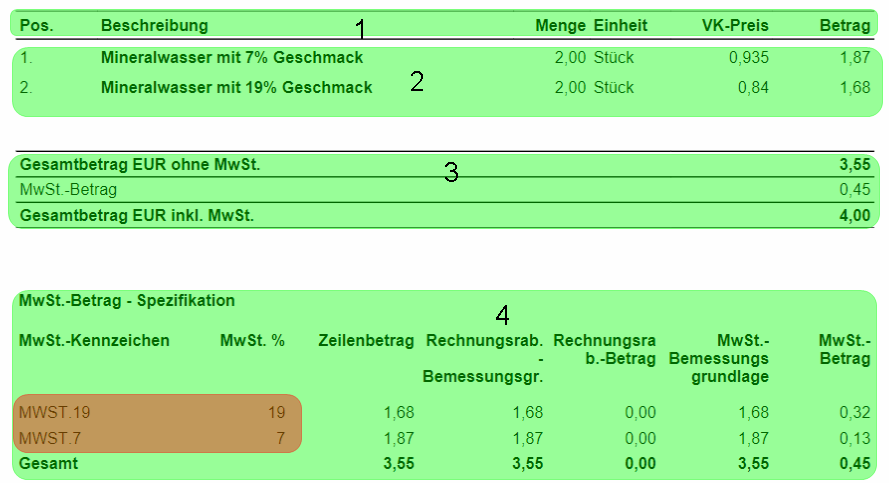 Pos. Beschreibung 1 Menge Einheit VK-Preis Betrag
1. Mineralwasser mit 7% Geschmack 2,00 Stück 0,935 1,87
2
2. Mineralwasser mit 19% Geschmack 2,00 Stück 0,84 1,68
Gesamtbetrag EUR ohne MwSt. 3 3,55
MwSt.-Betrag 0,45
Gesamtbetrag EUR inkl. MwSt. 4,00
MwSt.-Betrag - Spezifikation
4
MwSt.-Kennzeichen MwSt. % Zeilenbetrag Rechnungsrab. Rechnungsra MwSt.- MwSt.-
- b.-Betrag Bemessungs Betrag
Bemessungsgr. grundlage
MWST.19 19 1,68 1,68 0,00 1,68 0,32
MWST.7 7 1,87 1,87 0,00 1,87 0,13
Gesamt 3,55 3,55 0,00 3,55 0,45